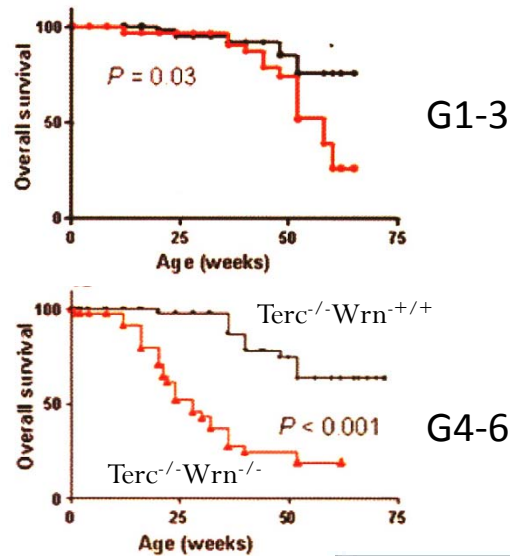 100
Overall survival
P = 0.03
50
0
0 25 50 75
Age (weeks)
G1-3
100
Overall survival
Terc-/-Wrn-+/+
P < 0.001
50
Terc-/-Wrn-/-
0
0 25 50 75
Age (weeks)
G4-6